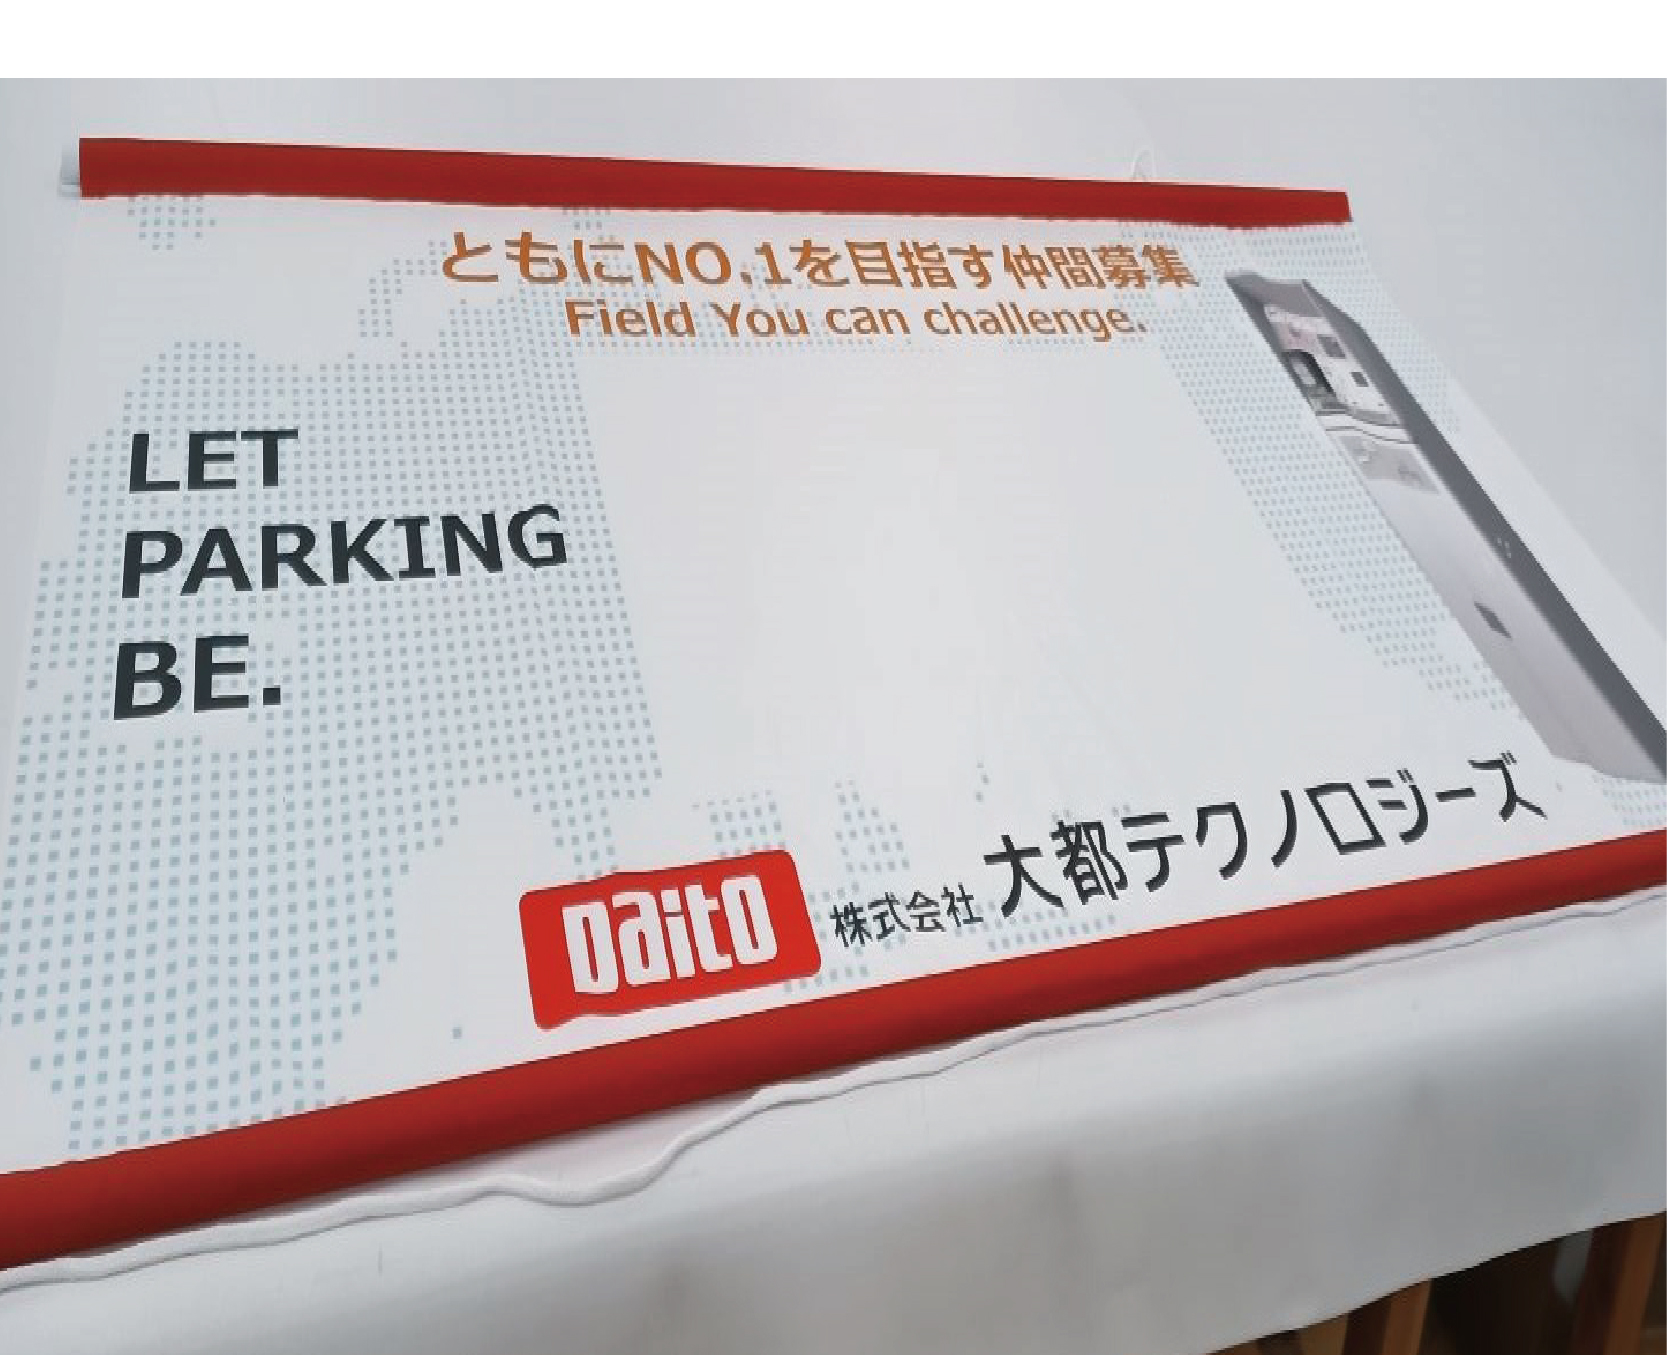 ともにNO.1を目指す仲間募集
Field You can challenge.
LET
PARKING
BE.
Daito 株式会社 大都テクノロジーズ